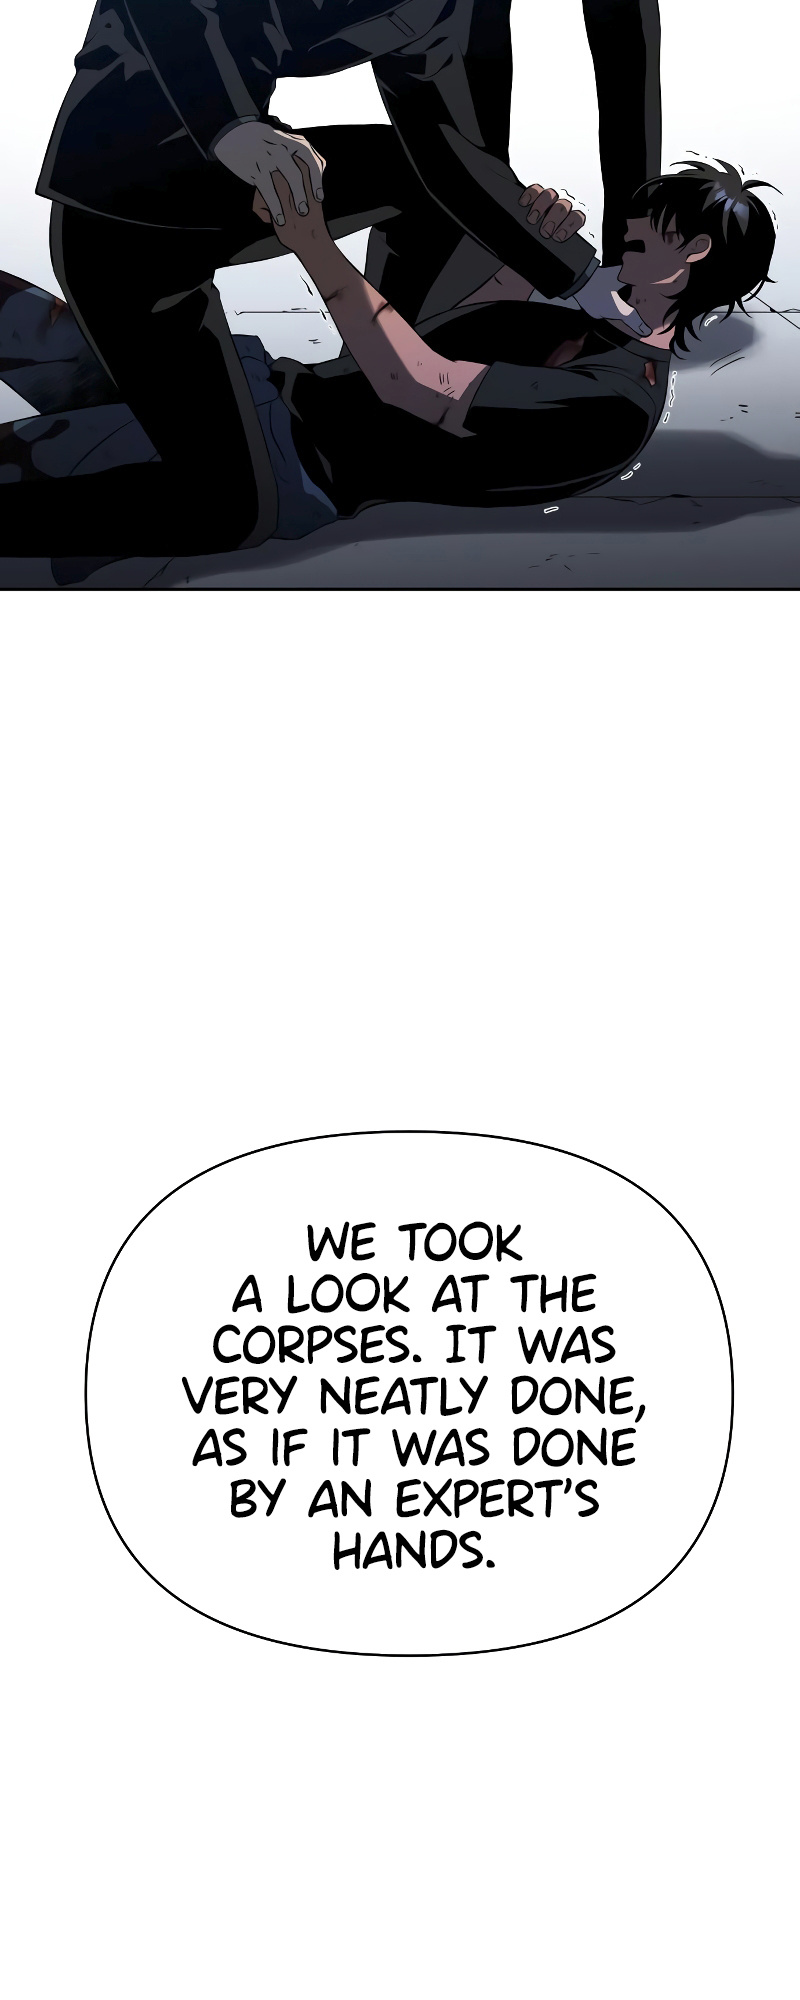 WE TOOK
A LOOK AT THE
CORPSES. IT WAS
VERY NEATLY DONE,
AS IF IT WAS DONE
BY AN EXPERT'S
HANDS.